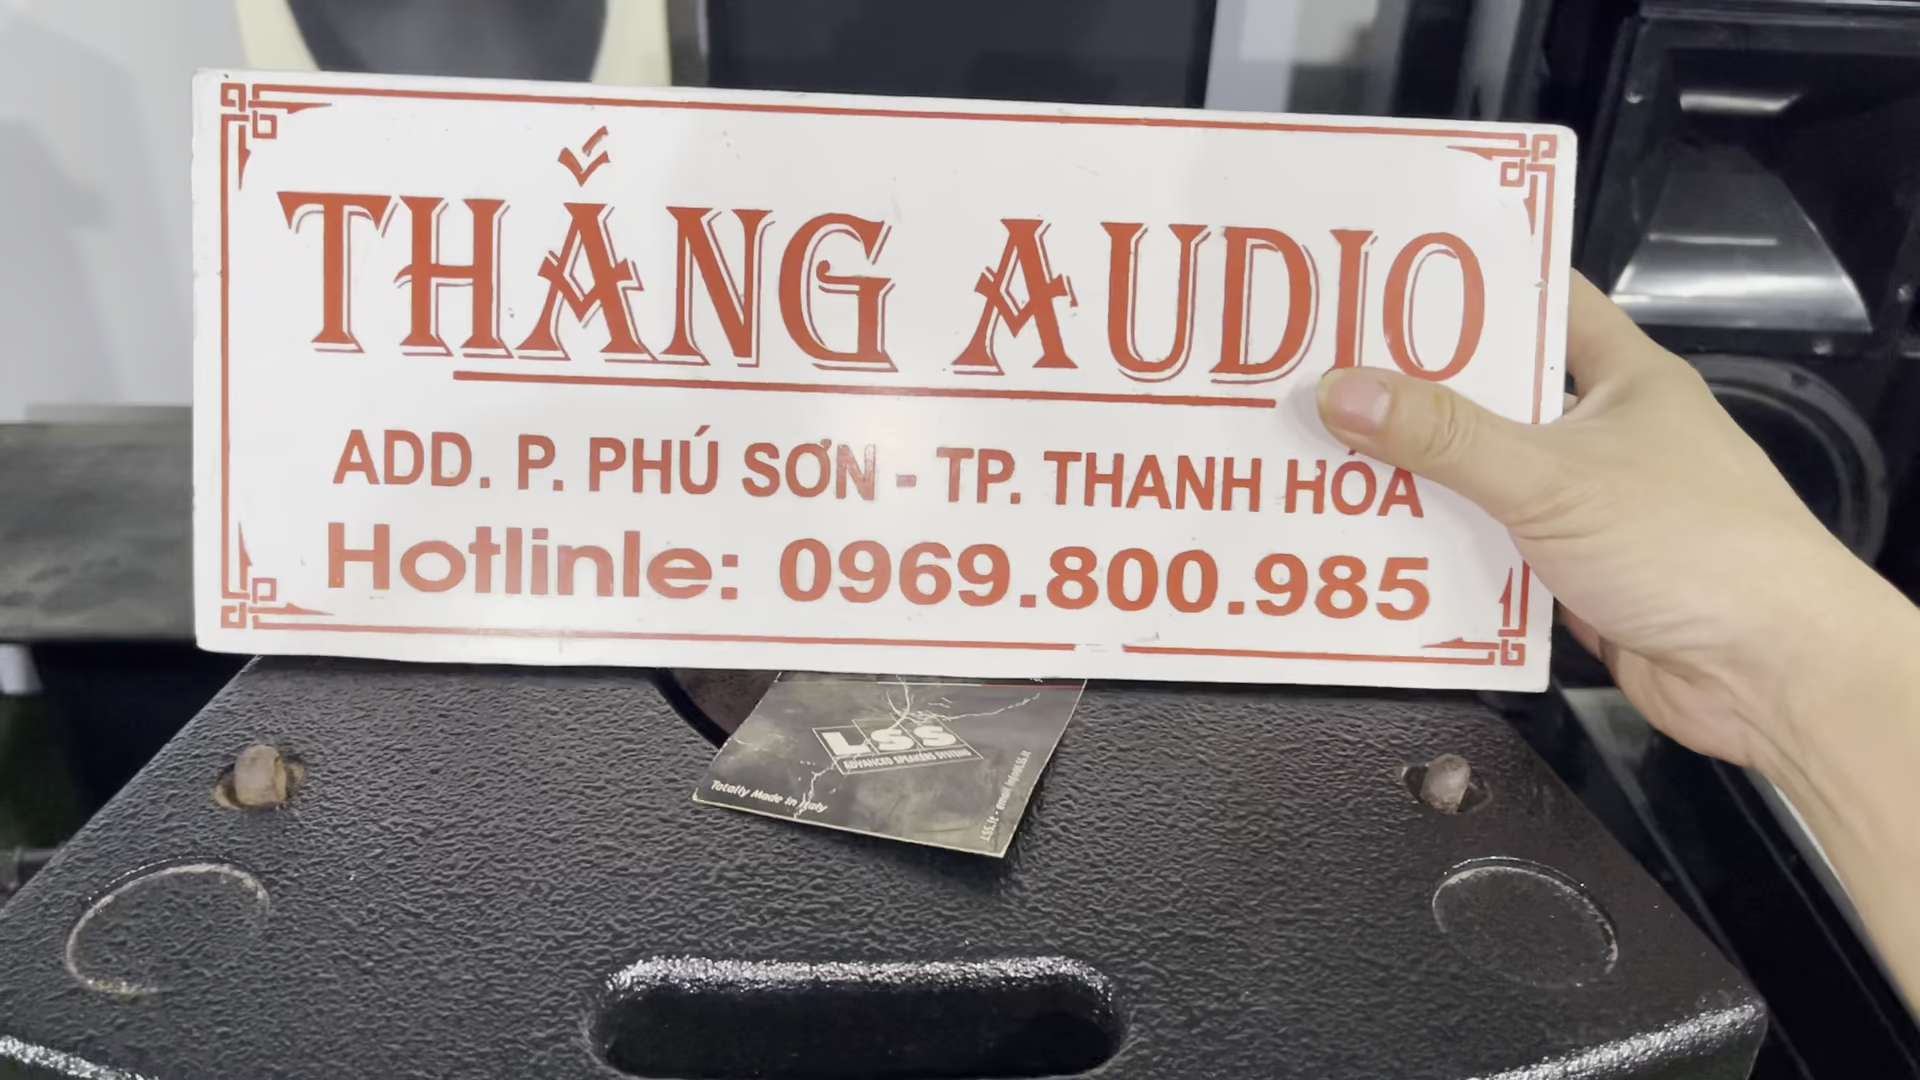 THẮNG AUDIO
ADD. P. PHÚ SƠN - TP. THANH HÓA
Hotlinle: 0969.800.985
LSS
ADVANCED SPEAKERS SYSTEMS
Totally Made in Italy